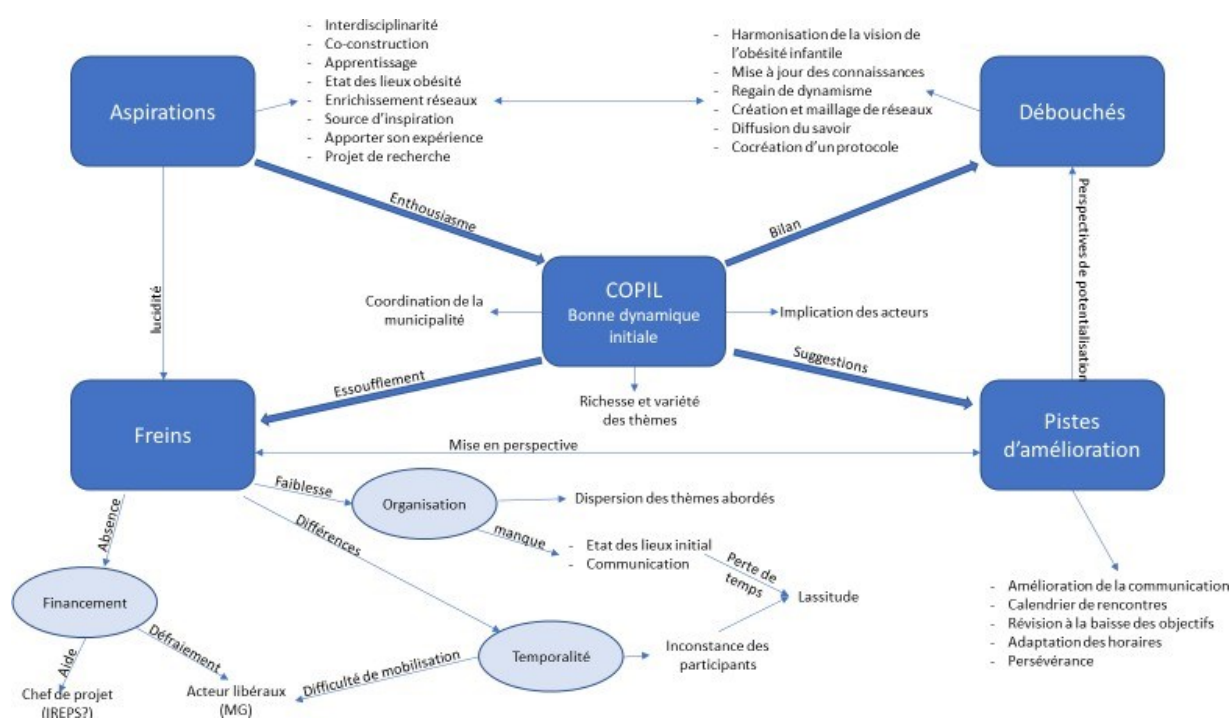 - Interdisciplinarité
- Co-construction
- Apprentissage
- Etat des lieux obésité
- Enrichissement réseaux
- Source d'inspiration
- Apporter son expérience
- Projet de recherche
- Harmonisation de la vision de
l'obésité infantile
- Mise à jour des connaissances
- Regain de dynamisme
- Création et maillage de réseaux
- Diffusion du savoir
- Cocréation d'un protocole
Aspirations
Débouchés
Enthousiasme
Bilan
Perspectives de potentialisation
lucidité
COPIL
Bonne dynamique
initiale
Coordination de la
municipalité
Implication des acteurs
Essoufflement
Suggestions
Richesse et variété
des thèmes
Freins
Mise en perspective
Pistes
d'amélioration
Absence
Faiblesse
Organisation
Dispersion des thèmes abordés
Différences
manque
- Etat des lieux initial
- Communication
Perte de
temps
Lassitude
Financement
Défraiement
Aide
Chef de projet
(IREPS?)
Acteur libéraux
(MG)
Difficulté de mobilisation
Temporalité
Inconstance des
participants
- Amélioration de la communication
- Calendrier de rencontres
- Révision à la baisse des objectifs
- Adaptation des horaires
- Persévérance